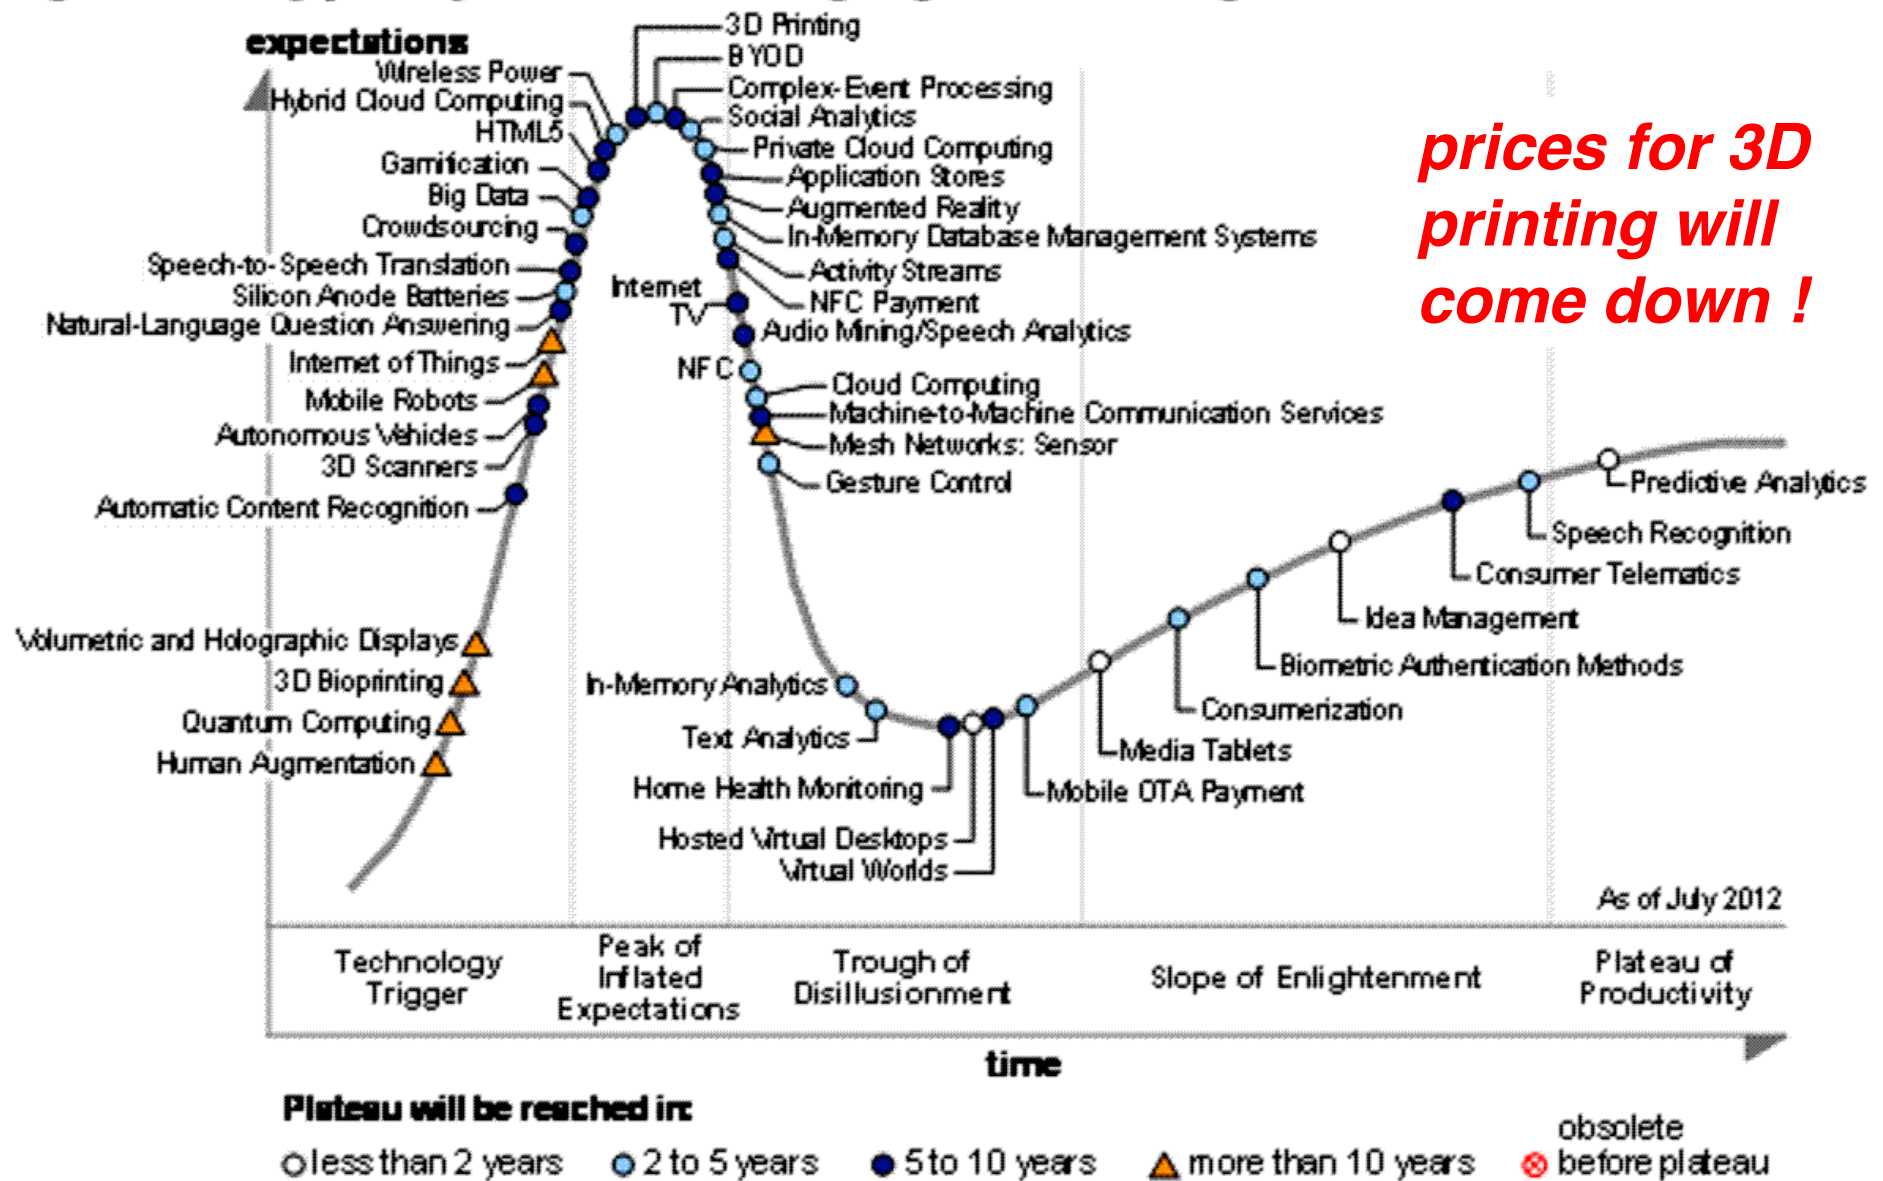 expectations
3D Printing
BYOD
Complex-Event Processing
Social Analytics
Private Cloud Computing
Application Stores
Augmented Reality
In-Memory Database Management Systems
Activity Streams
NFC Payment
Audio Mining/Speech Analytics
Cloud Computing
Machine-to-Machine Communication Services
Mesh Networks: Sensor
Gesture Control
Wireless Power
Hybrid Cloud Computing
HTML5
Gamification
Big Data
Crowdsourcing
Speech-to-Speech Translation
Silicon Anode Batteries
Natural-Language Question Answering
Internet of Things
Mobile Robots
Autonomous Vehicles
3D Scanners
Automatic Content Recognition
Volumetric and Holographic Displays
3D Bioprinting
Quantum Computing
Human Augmentation
Internet
TV
NFC
In-Memory Analytics
Text Analytics
Home Health Monitoring
Hosted Virtual Desktops
Virtual Worlds
Mobile OTA Payment
Media Tablets
Consumerization
Biometric Authentication Methods
Idea Management
Consumer Telematics
Speech Recognition
Predictive Analytics
prices for 3D
printing will
come down !
As of July 2012
Technology
Trigger
Peak of
Inflated
Expectations
Trough of
Disillusionment
Slope of Enlightenment
Plateau of
Productivity
time
Plateau will be reached in:
less than 2 years
2 to 5 years
5 to 10 years
more than 10 years
obsolete
before plateau